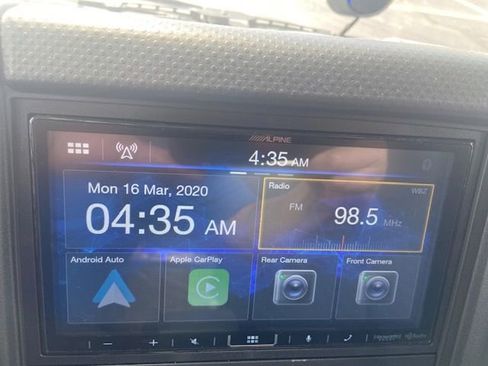 ALPINE
4:35 AM
Mon 16 Mar, 2020
04:35 AM
Radio
WBZ
FM 98.5 MHz
Android Auto
Apple CarPlay
Rear Camera
Front Camera